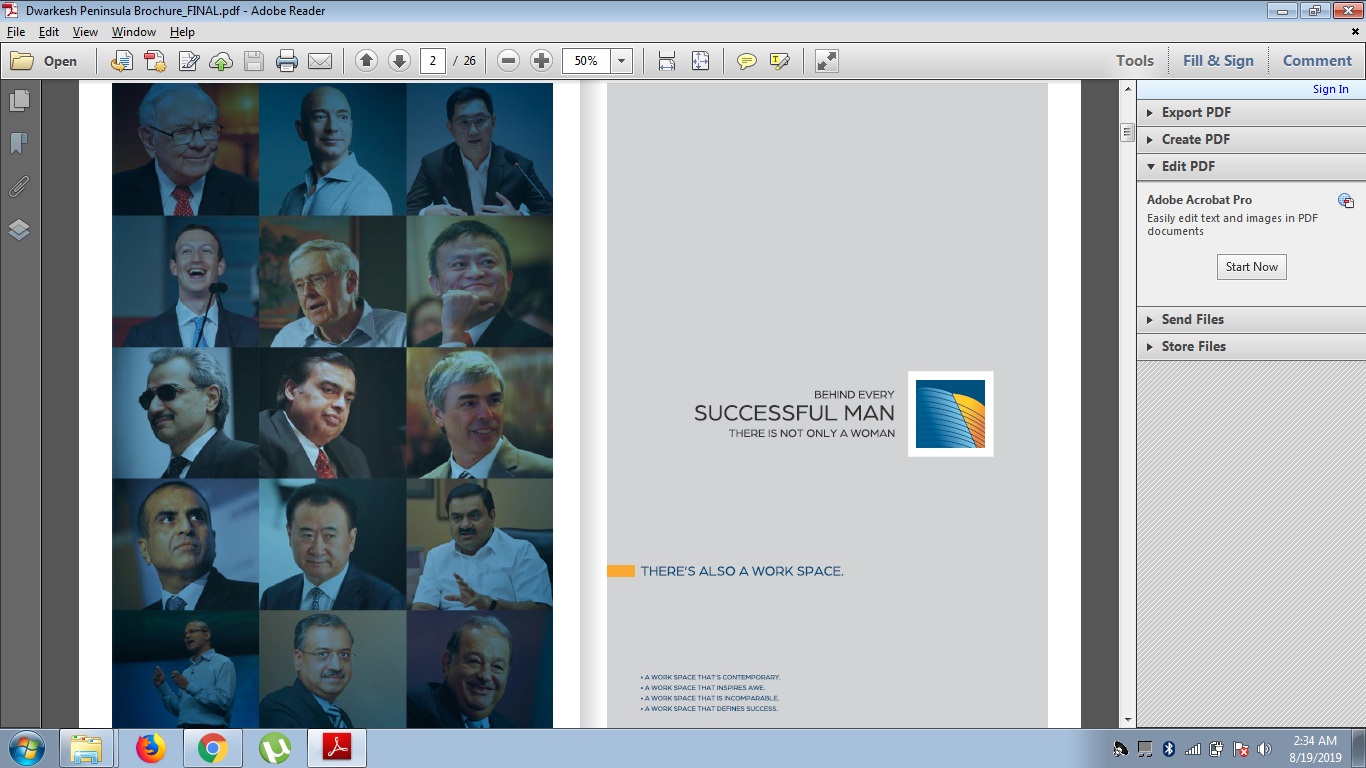 Dwarkesh Peninsula Brochure_FINAL.pdf - Adobe Reader
File Edit View Window Help
Open 2 / 26 50% Tools Fill & Sign Comment
Sign In
Export PDF
Create PDF
Edit PDF
Adobe Acrobat Pro
Easily edit text and images in PDF
documents
Start Now
Send Files
Store Files
BEHIND EVERY
SUCCESSFUL MAN
THERE IS NOT ONLY A WOMAN
THERE'S ALSO A WORK SPACE.
• A WORK SPACE THAT'S CONTEMPORARY.
• A WORK SPACE THAT INSPIRES AWE.
• A WORK SPACE THAT IS INCOMPARABLE.
• A WORK SPACE THAT DEFINES SUCCESS.
2:34 AM
8/19/2019